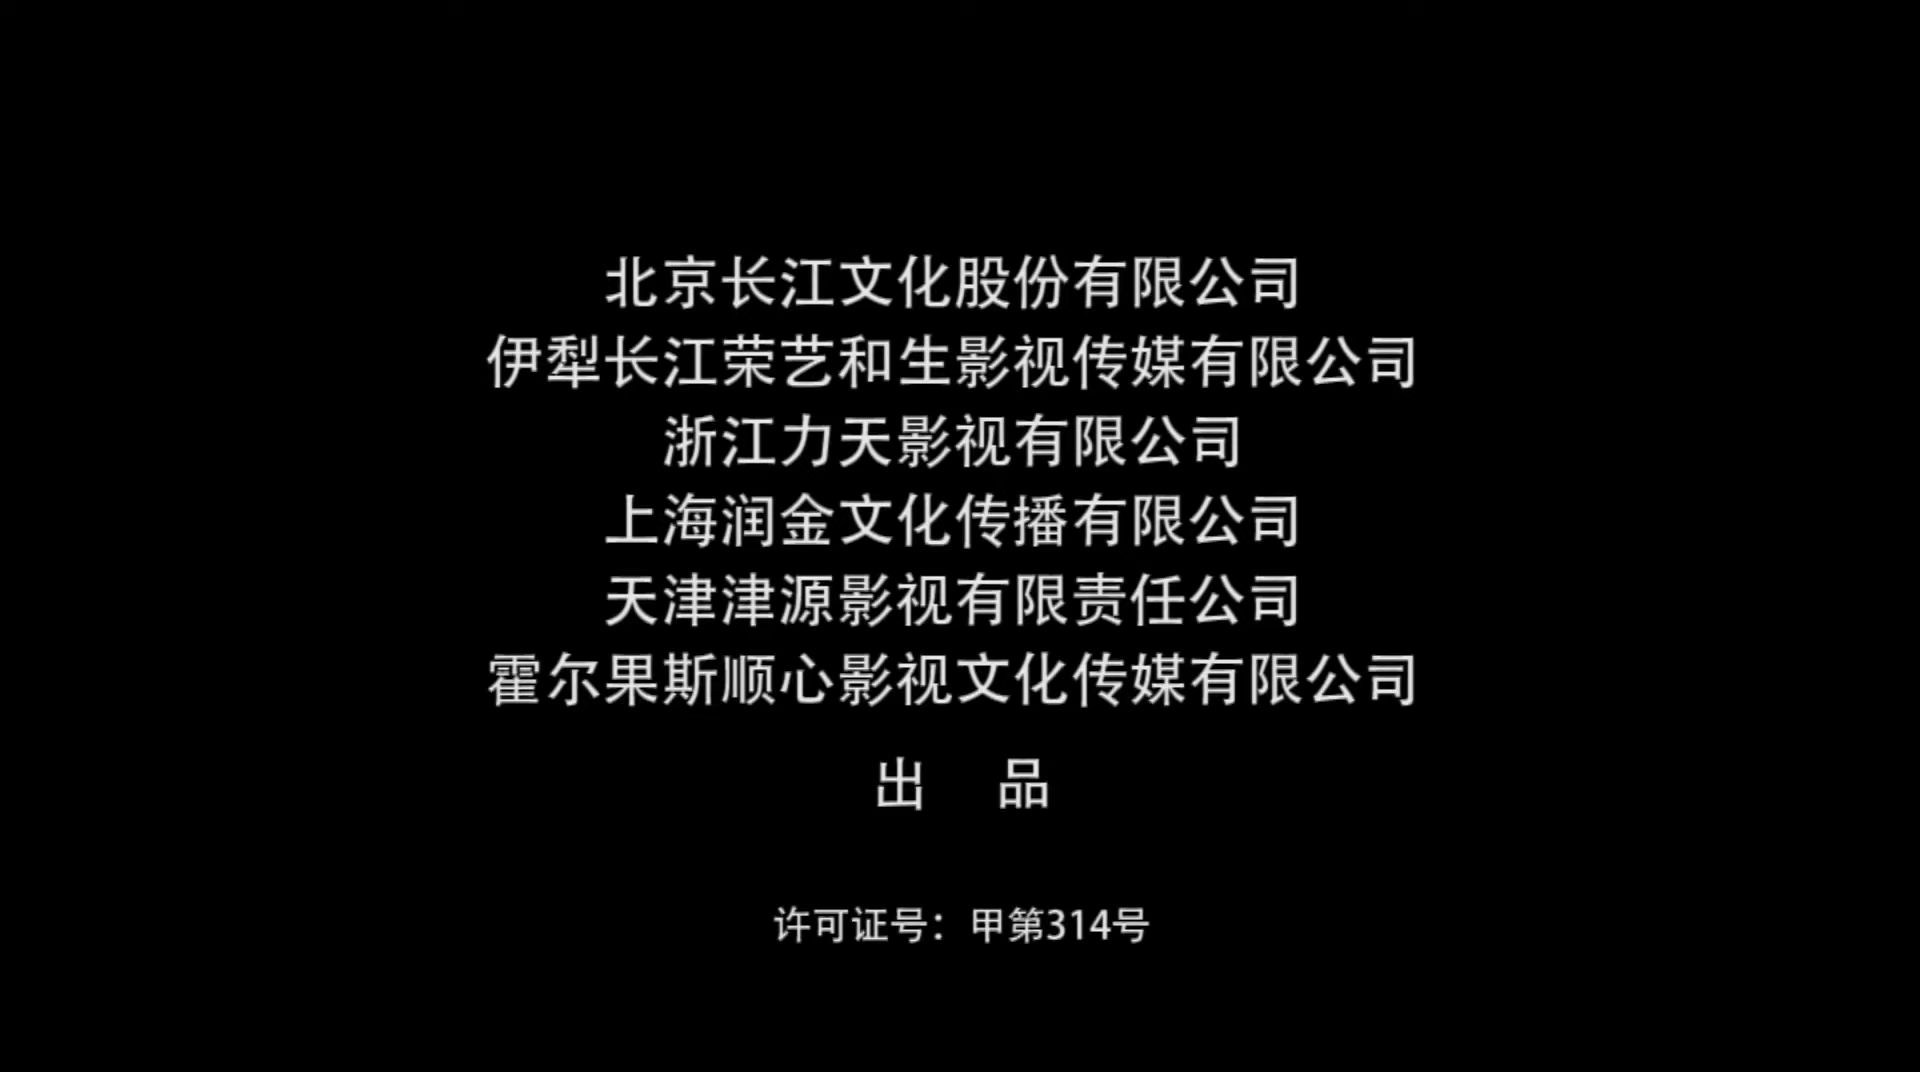 北京长江文化股份有限公司
伊犁长江荣艺和生影视传媒有限公司
浙江力天影视有限公司
上海润金文化传播有限公司
天津津源影视有限责任公司
霍尔果斯顺心影视文化传媒有限公司
出 品
许可证号：甲第314号